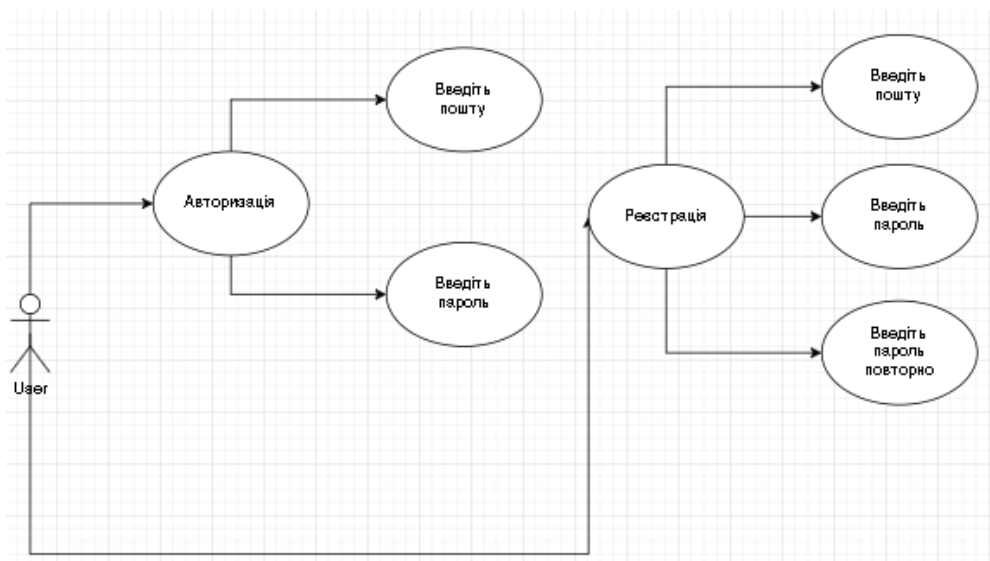 Введіть
пошту
Авторизація
Введіть
пароль
User
Введіть
пошту
Реєстрація
Введіть
пароль
Введіть
пароль
повторно